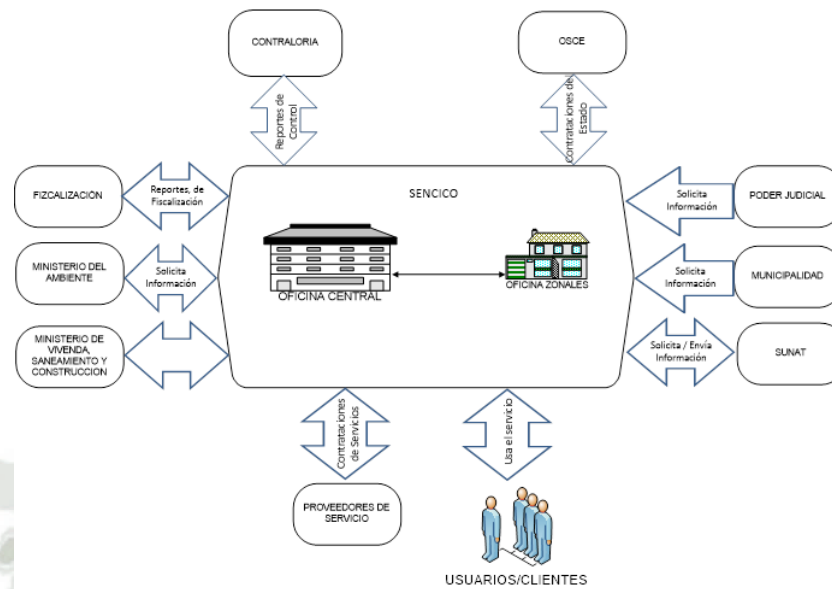 CONTRALORIA
OSCE
Reportes de
Control
Contrataciones del
Estado
FIZCALIZACIÓN
Reportes, de
Fiscalización
SENCICO
Solicita
Información
PODER JUDICIAL
MINISTERIO DEL
AMBIENTE
Solicita
Información
OFICINA CENTRAL
OFICINA ZONALES
Solicita
Información
MUNICIPALIDAD
MINISTERIO DE
VIVENDA,
SANEAMIENTO Y
CONSTRUCCION
Solicita / Envía
Información
SUNAT
Contrataciones
de Servicios
Usa el servicio
PROVEEDORES DE
SERVICIO
USUARIOS/CLIENTES